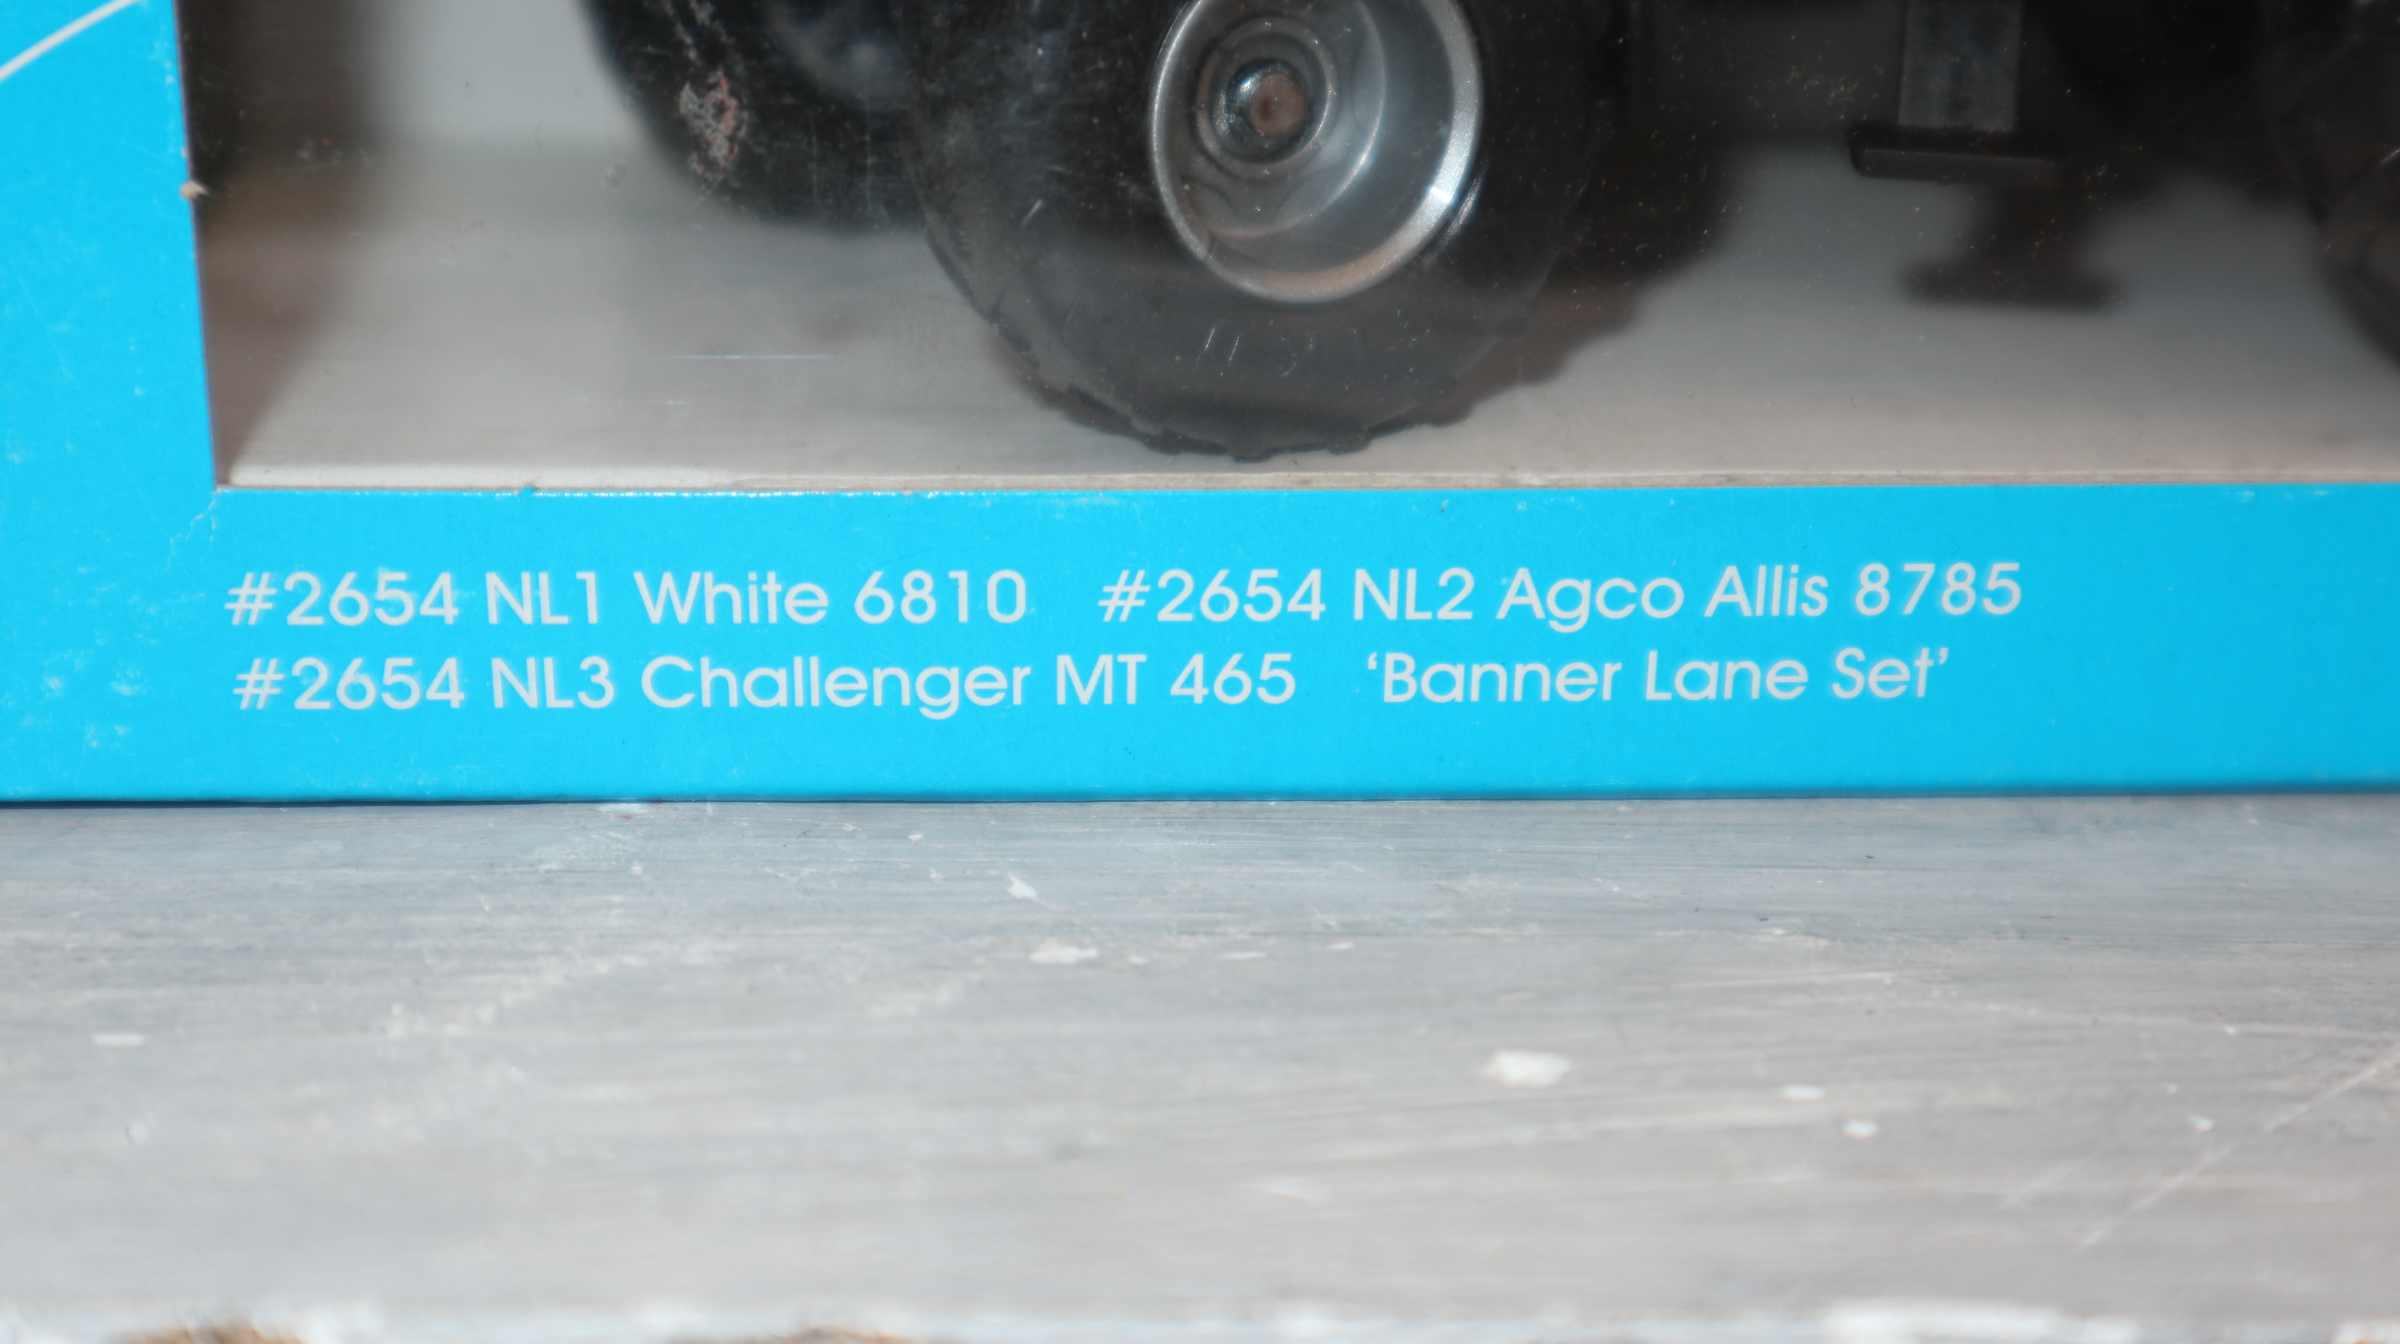 #2654 NL1 White 6810 #2654 NL2 Agco Allis 8785
#2654 NL3 Challenger MT 465 ‘Banner Lane Set’